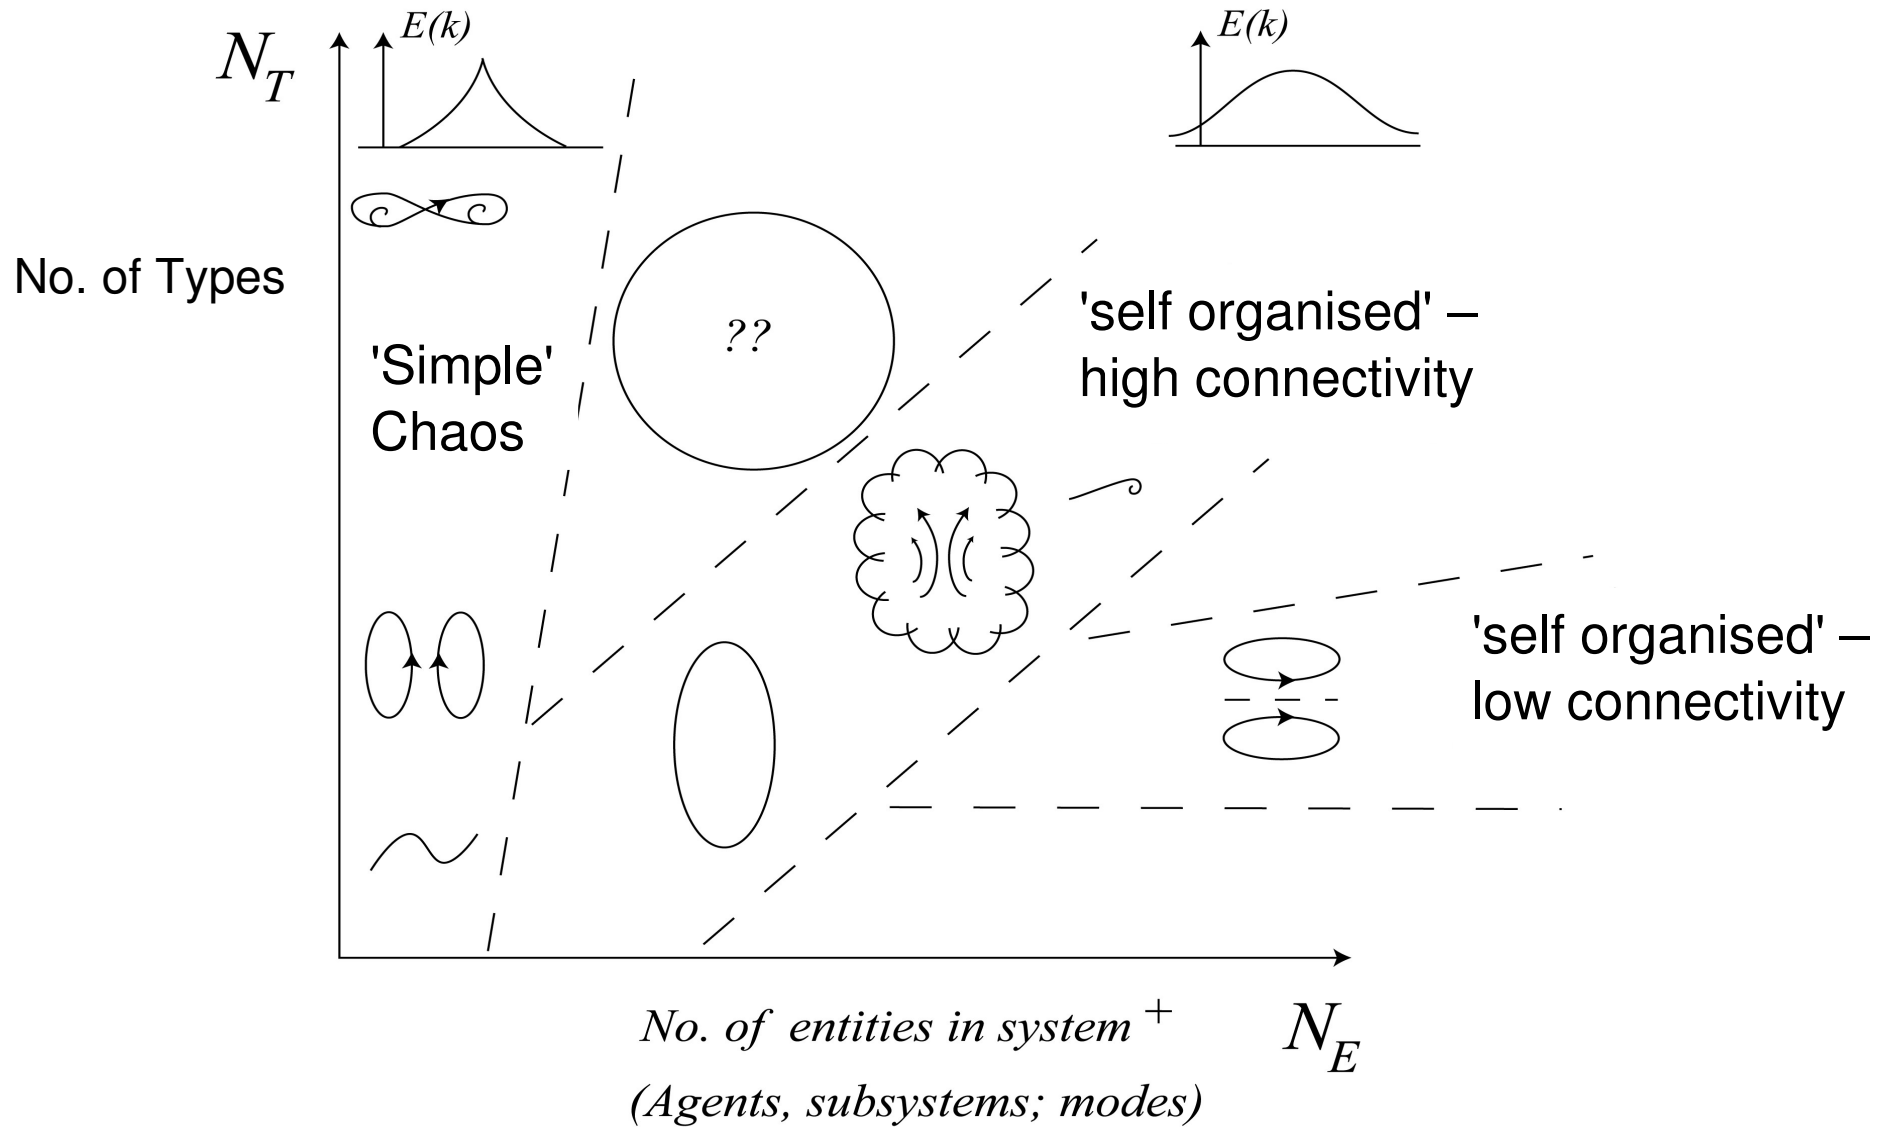 E(k)
E(k)
N_T
No. of Types
??
'self organised' –
high connectivity
'Simple'
Chaos
'self organised' –
low connectivity
No. of entities in system +
N_E
(Agents, subsystems; modes)